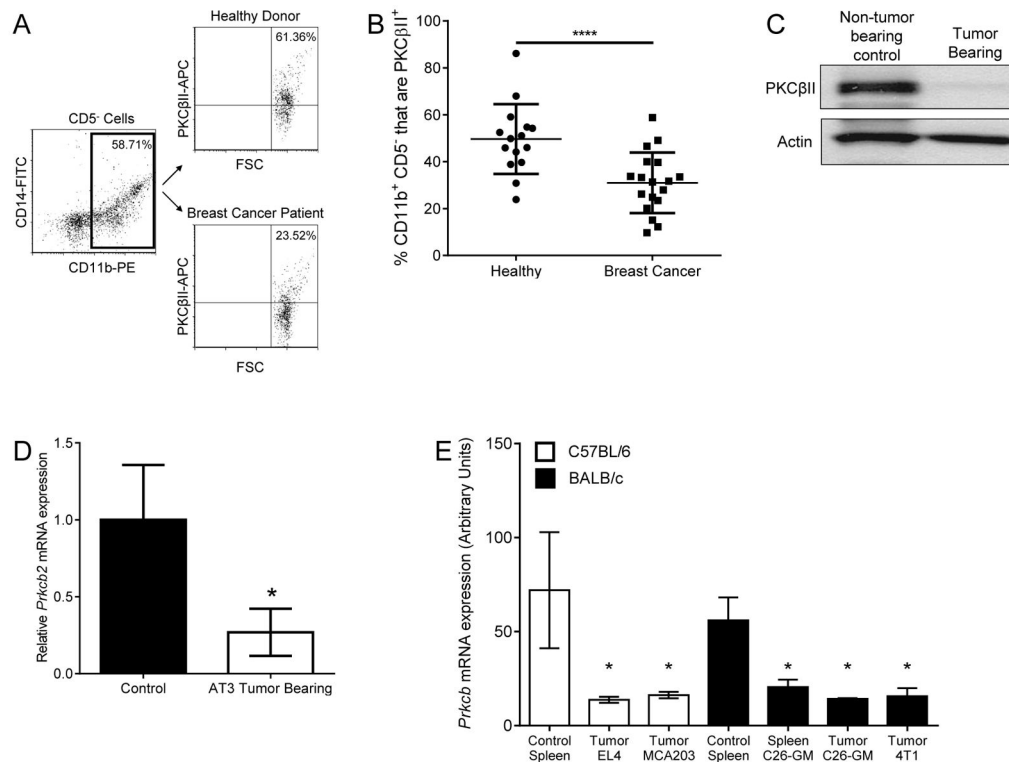 A
Healthy Donor
61.36%
PKCβII-APC
FSC
CD5- Cells
58.71%
CD14-FITC
CD11b-PE
Breast Cancer Patient
23.52%
PKCβII-APC
FSC
B
% CD11b+ CD5- that are PKCβII+
100
80
60
40
20
0
****
Healthy
Breast Cancer
C
Non-tumor
bearing
control
Tumor
Bearing
PKCβII
Actin
D
Relative Prkcb2 mRNA expression
1.5
1.0
0.5
0.0
*
Control
AT3 Tumor Bearing
E
Prkcb mRNA expression (Arbitrary Units)
150
100
50
0
C57BL/6
BALB/c
* * * * *
Control
Spleen
Tumor
EL4
Tumor
MCA203
Control
Spleen
Spleen
C26-GM
Tumor
C26-GM
Tumor
4T1